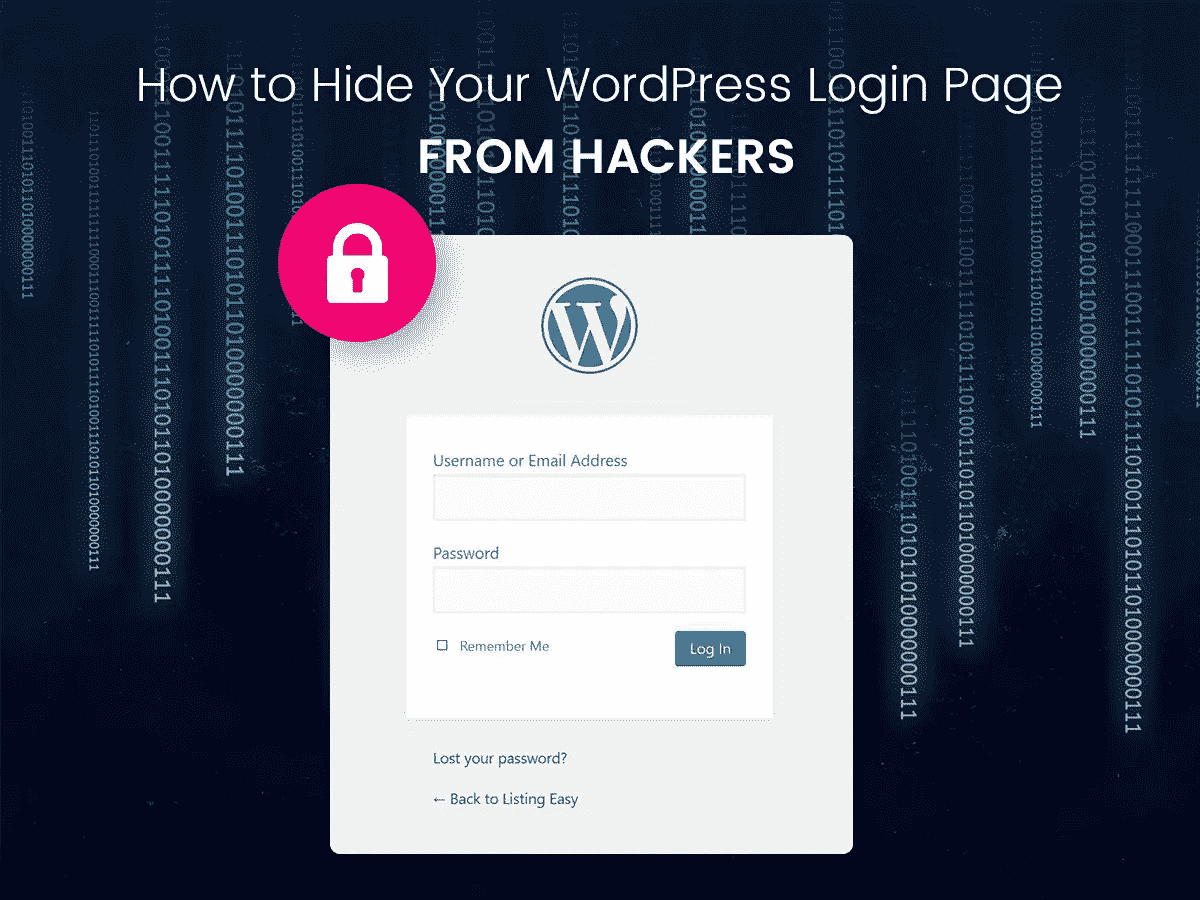 How to Hide Your WordPress Login Page
FROM HACKERS
W
Username or Email Address
Password
Remember Me
Log In
Lost your password?
← Back to Listing Easy